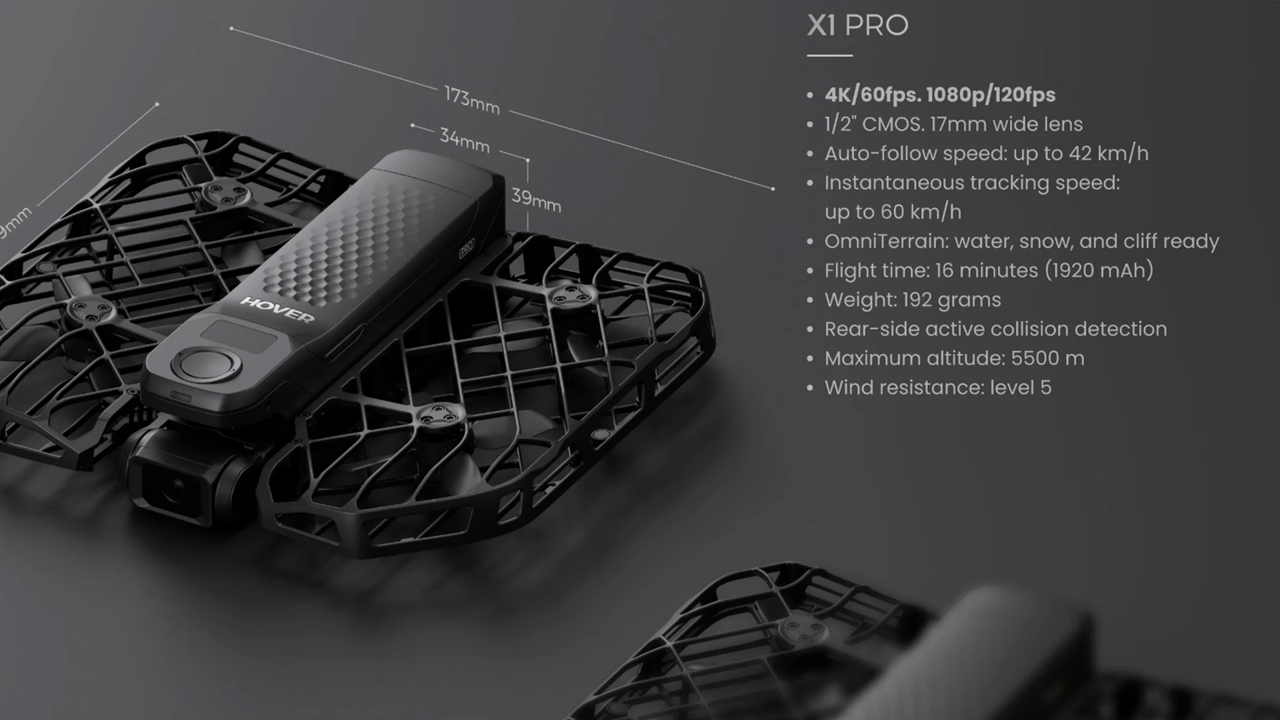 X1 PRO
173mm
34mm
39mm
9mm
PRO
HOVER
• 4K/60fps. 1080p/120fps
• 1/2" CMOS. 17mm wide lens
• Auto-follow speed: up to 42 km/h
• Instantaneous tracking speed:
up to 60 km/h
• OmniTerrain: water, snow, and cliff ready
• Flight time: 16 minutes (1920 mAh)
• Weight: 192 grams
• Rear-side active collision detection
• Maximum altitude: 5500 m
• Wind resistance: level 5